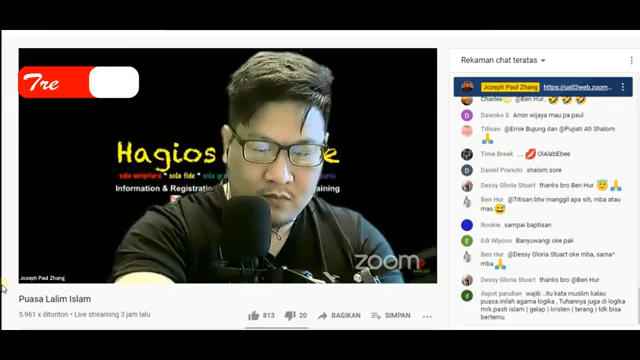 Tre
Hagios
sola scriptura * sola fide * sola
Information & Registration
zoom
Jozeph Paul Zhang
Puasa Lalim Islam
5.961 x ditonton • Live streaming 3 jam lalu
813
20
BAGIKAN
SIMPAN
Rekaman chat teratas
Jozeph Paul Zhang https://us02web.zoom...
Charles @Ben Hur..
Dawoko S Amin wijaya mau pa paul
Titisan @Ernie Bujung dan @Pujiati Ati Shalom
Time Break .... OlAlabEbee
Daniel Pranoto shalom sore
Dessy Gloria Stuart thanks bro Ben Hur
Ben Hur @Titisan btw manggil apa sih, mba atau
mas
Rookie sampai baptisan
Edi Wiyoso Banyuwangi oke pak
Ben Hur @Dessy Gloria Stuart oke mba, sama²
mba
Dessy Gloria Stuart thanks bro @Ben Hur
dapot parulian wajib ..itu kata muslim kalau
puasa.inilah agama logika , Tuhannya juga di logika
mrk.pasti islam ( gelap ) kristen ( terang ) tdk bisa
bertemu